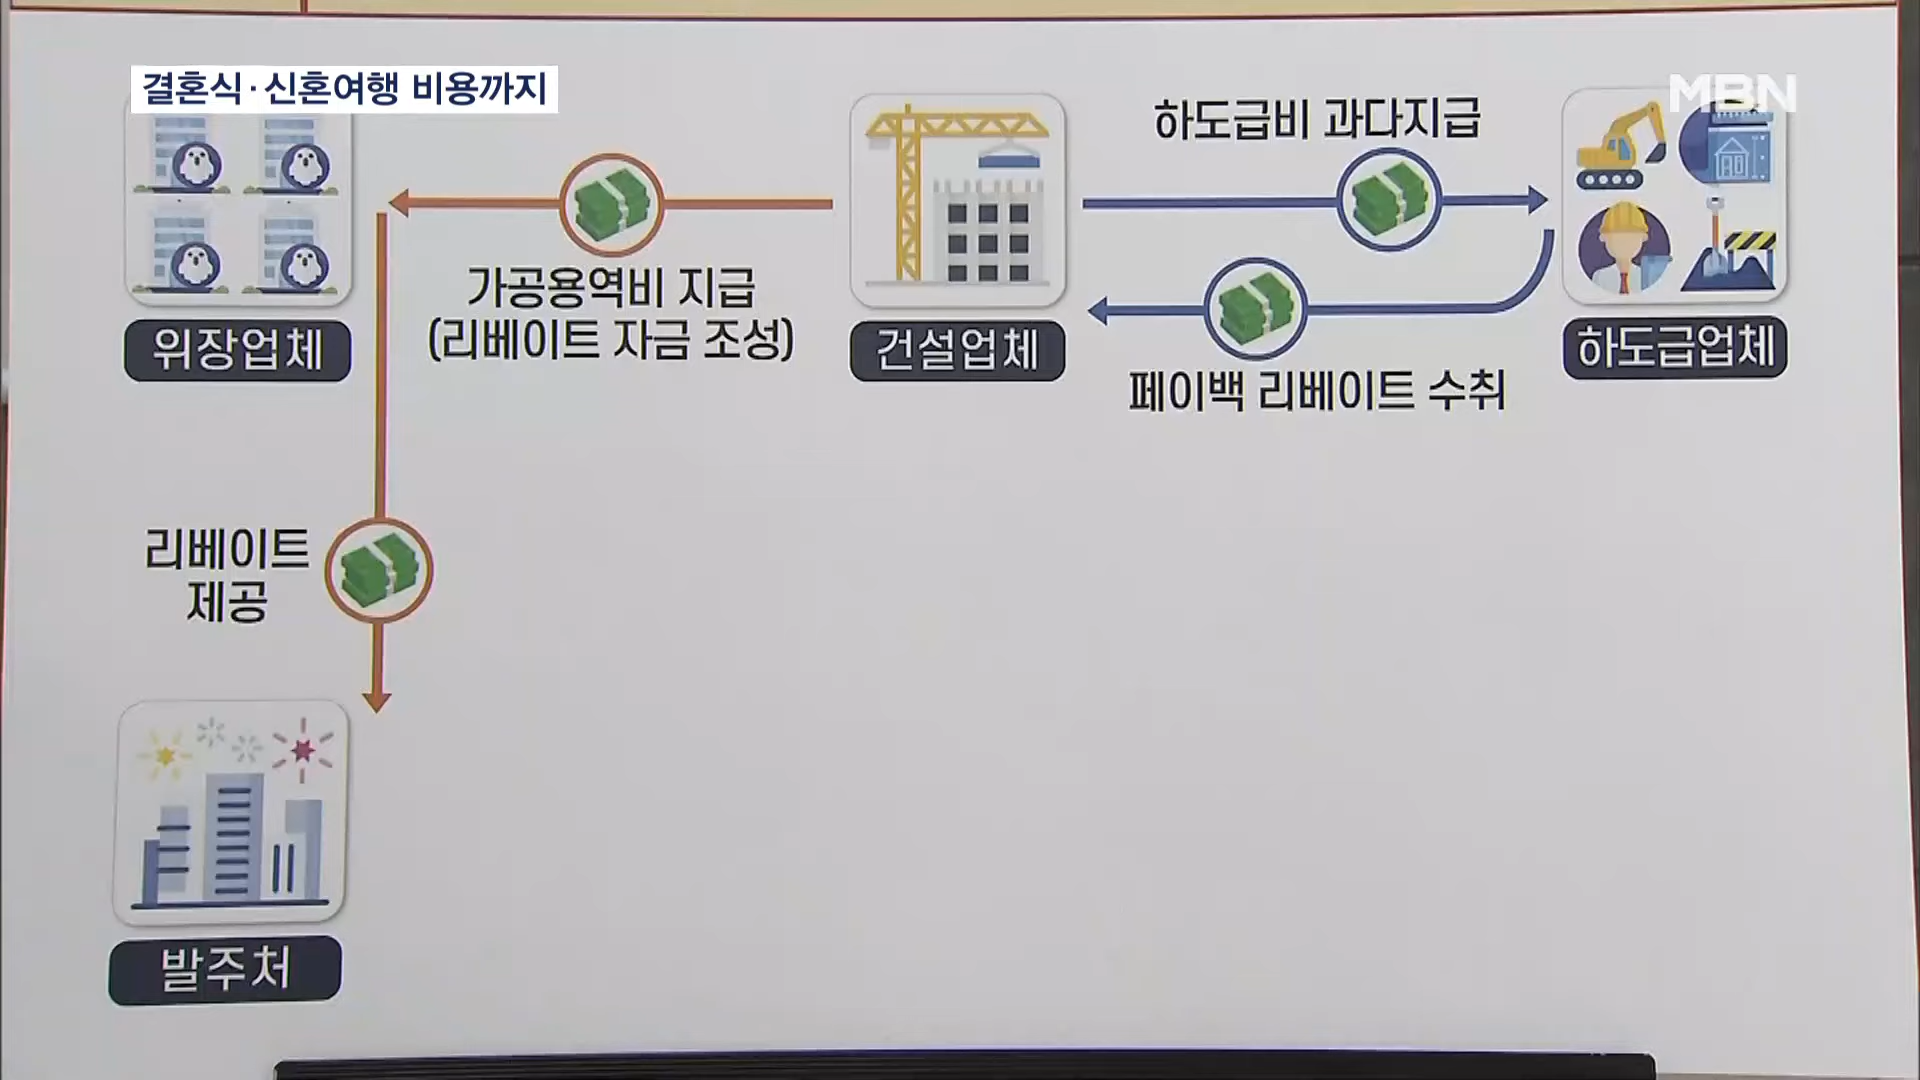 결혼식·신혼여행 비용까지
MBN
하도급비 과다지급
가공용역비 지급
(리베이트 자금 조성)
위장업체
건설업체
하도급업체
페이백 리베이트 수취
리베이트
제공
발주처